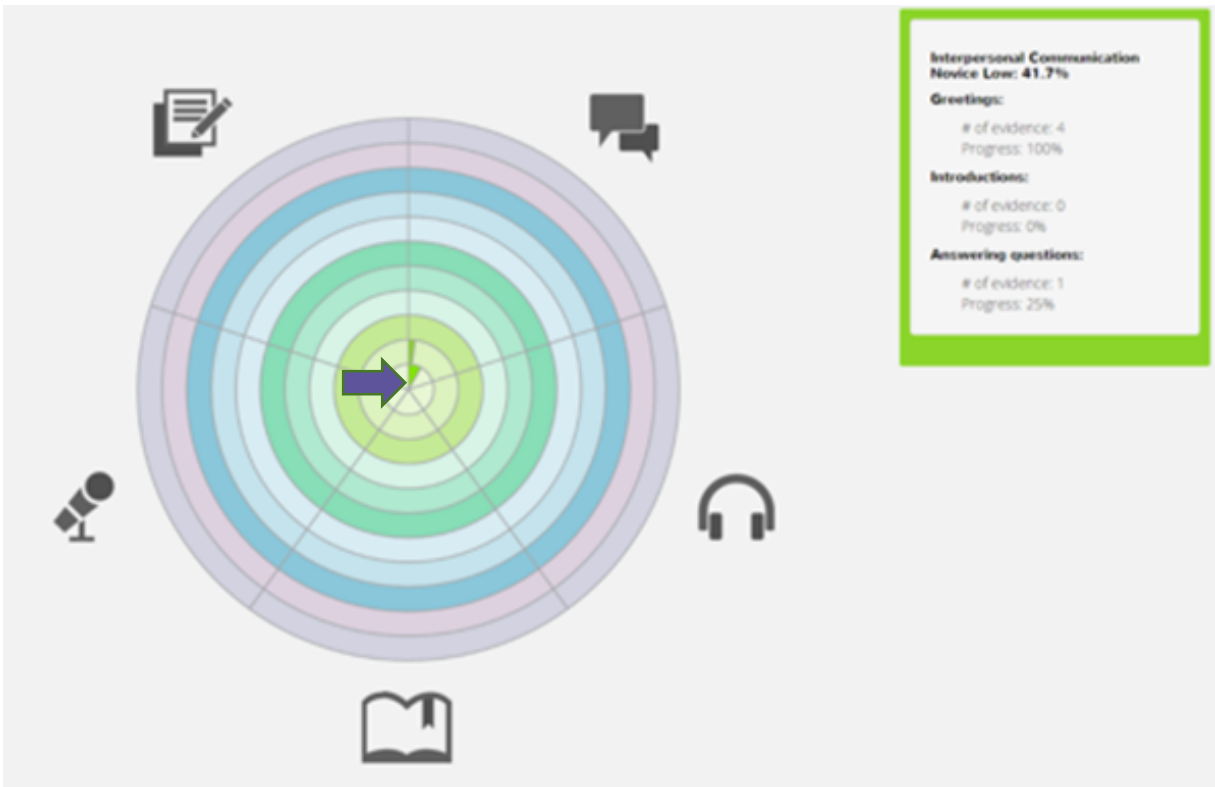 Interpersonal Communication
Novice Low: 41.7%
Greetings:
# of evidence: 4
Progress: 100%
Introductions:
# of evidence: 0
Progress: 0%
Answering questions:
# of evidence: 1
Progress: 25%